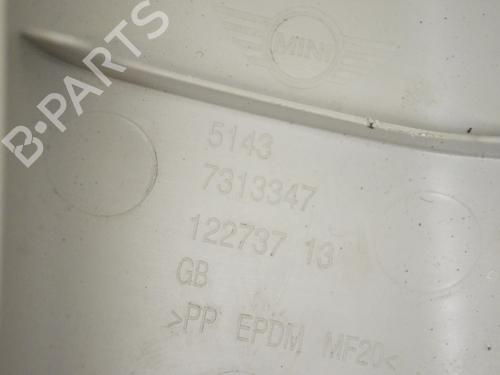 B-PARTS
MINI
5143
7313347
122737 13
GB
>PP EPDM MF20<